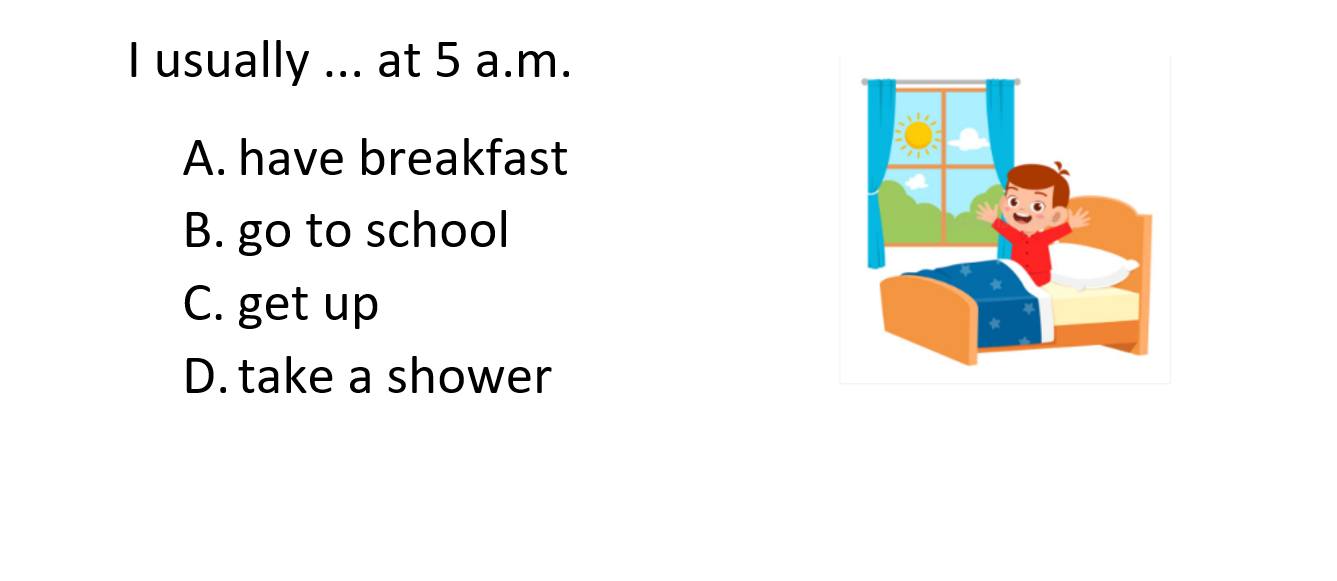 I usually ... at 5 a.m.
A. have breakfast
B. go to school
C. get up
D. take a shower